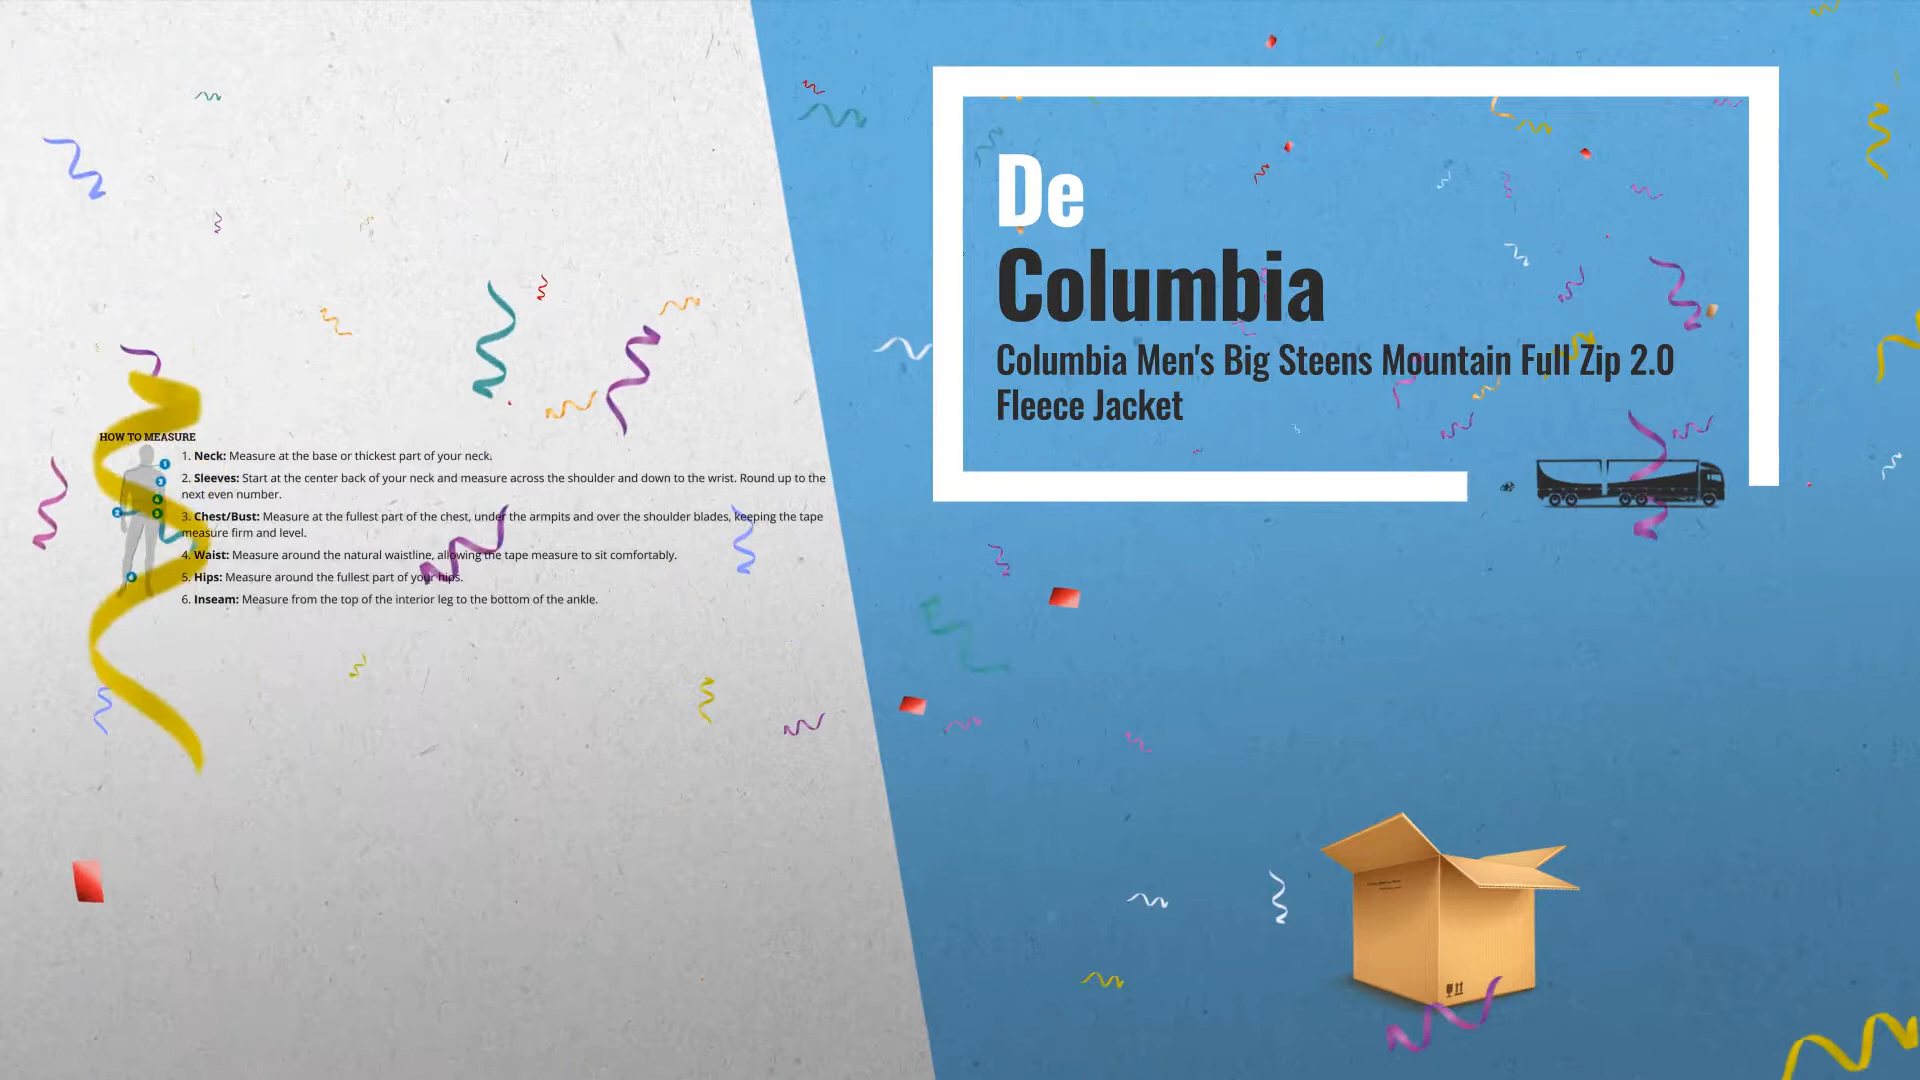 HOW TO MEASURE
1. Neck: Measure at the base or thickest part of your neck.
2. Sleeves: Start at the center back of your neck and measure across the shoulder and down to the wrist. Round up to the
next even number.
3. Chest/Bust: Measure at the fullest part of the chest, under the armpits and over the shoulder blades, keeping the tape
measure firm and level.
4. Waist: Measure around the natural waistline, allowing the tape measure to sit comfortably.
5. Hips: Measure around the fullest part of your hips.
6. Inseam: Measure from the top of the interior leg to the bottom of the ankle.
1
3
4
2
5
6
De
Columbia
Columbia Men's Big Steens Mountain Full Zip 2.0
Fleece Jacket